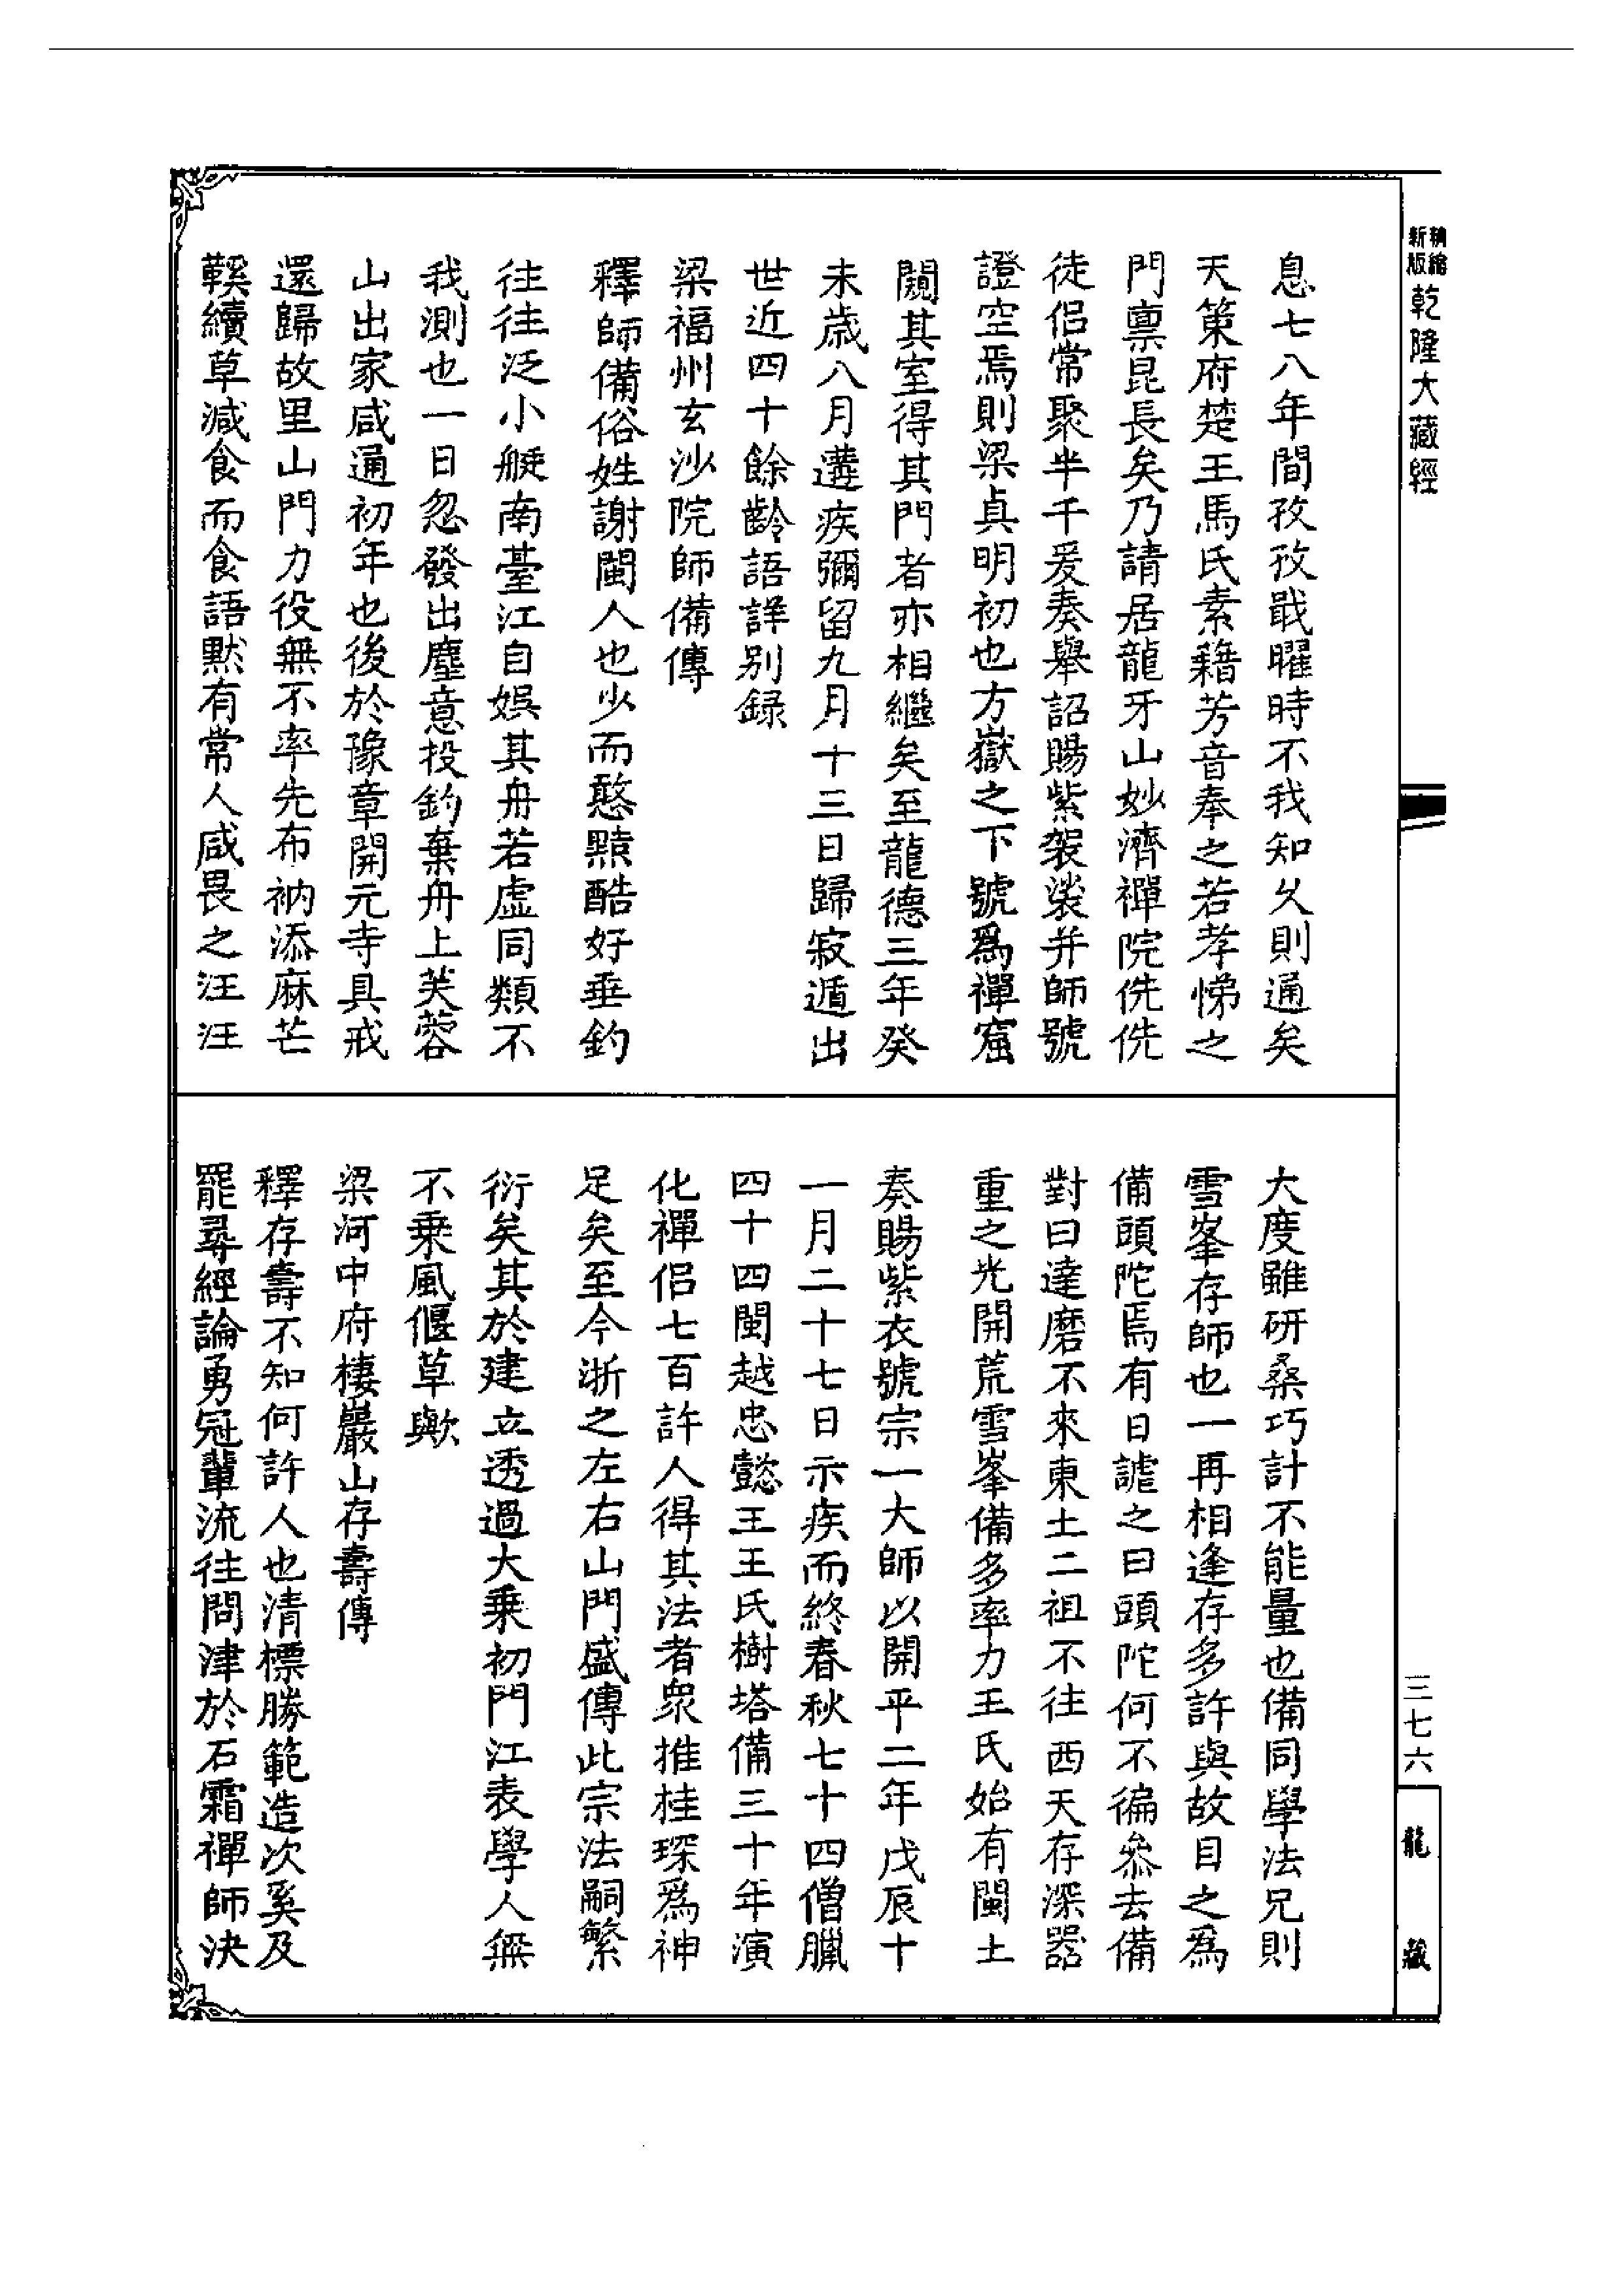 新版精縮乾隆大藏經
息七八年間孜孜戢曜時不我知乆則通矣
天策府楚王馬氏素籍芳音奉之若孝悌之
門禀昆長矣乃請居龍牙山妙濟禪院侁侁
徒侶常聚半千爰奏舉詔賜紫袈裟并師號
證空焉則梁貞明初也方嶽之下號爲禪窟
闚其室得其門者亦相繼矣至龍德三年癸
未歲八月遘疾彌留九月十三日歸寂遁出
世近四十餘齡語詳别録
梁福州玄沙院師備傳
釋師備俗姓謝閩人也少而憨黠酷好垂釣
往往泛小艇南臺江自娛其舟若虛同類不
我測也一日忽發出塵意投釣棄舟上芙蓉
山出家咸通初年也後於豫章開元寺具戒
還歸故里山門力役無不率先布衲添麻芒
鞵續草減食而食語默有常人咸畏之汪汪
大度雖研桑巧計不能量也備同學法兄則
雪峯存師也一再相逢存多許與故目之爲
備頭陀焉有日謔之曰頭陀何不徧叅去備
對曰達磨不來東土二祖不往西天存深器
重之光開荒雪峯備多率力王氏始有閩土
奏賜紫衣號宗一大師以開平二年戊辰十
一月二十七日示疾而終春秋七十四僧臘
四十四閩越忠懿王王氏樹塔備三十年演
化禪侶七百許人得其法者衆推桂琛爲神
足矣至今浙之左右山門盛傳此宗法嗣繁
衍矣其於建立透過大乘初門江表學人無
不乘風偃草歟
梁河中府棲巖山存壽傳
釋存壽不知何許人也清標勝範造次奚及
罷尋經論勇冠輩流往問津於石霜禪師決
三七六
龍藏